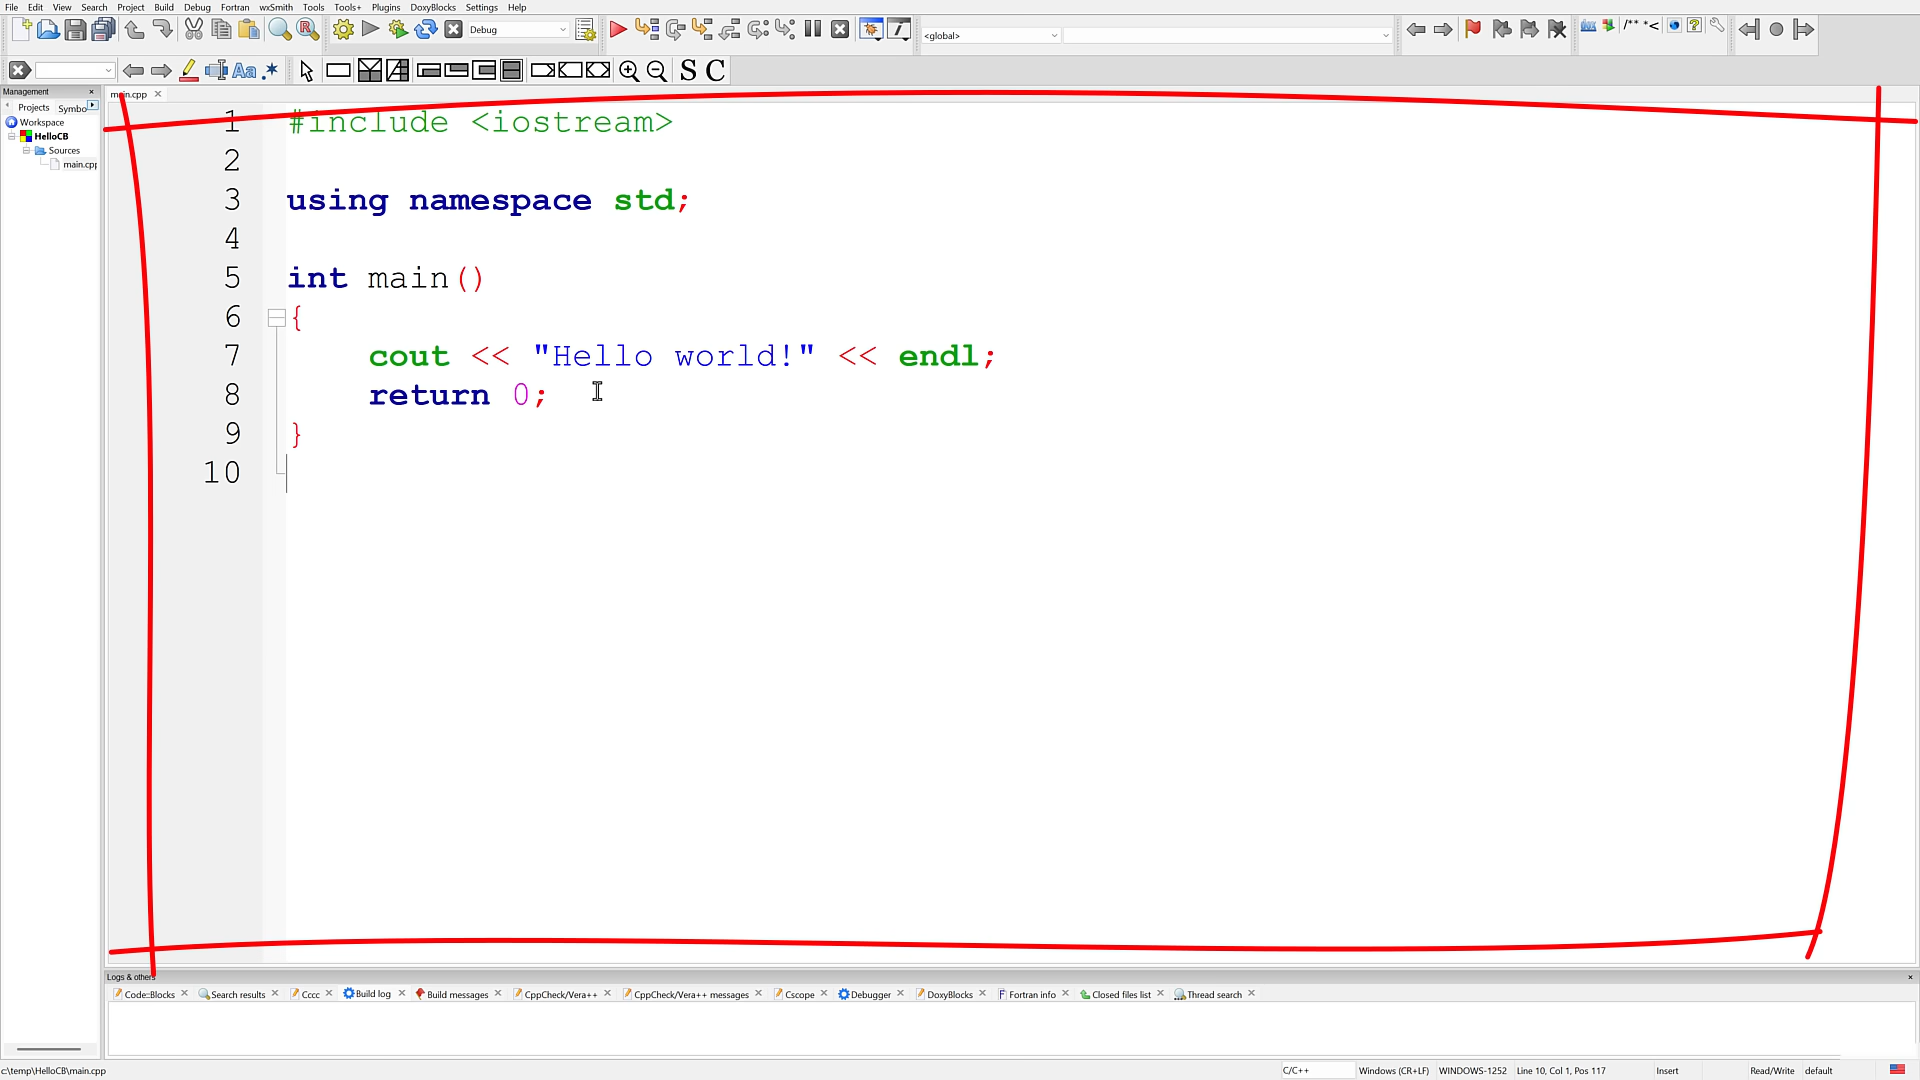 File Edit View Search Project Build Debug Fortran wxSmith Tools Tools+ Plugins DoxyBlocks Settings Help
Debug
<global>
/** *<
Aa .* S C
Management
main.cpp
Projects Symbo
Workspace
HelloCB
Sources
main.cpp
1 #include <iostream>
2
3 using namespace std;
4
5 int main()
6 {
7 cout << "Hello world!" << endl;
8 return 0;
9 }
10
Logs & others
Code::Blocks Search results Cccc Build log Build messages CppCheck/Vera++ CppCheck/Vera++ messages Cscope Debugger DoxyBlocks Fortran info Closed files list Thread search
c:\temp\HelloCB\main.cpp C/C++ Windows (CR+LF) WINDOWS-1252 Line 10, Col 1, Pos 117 Insert Read/Write default